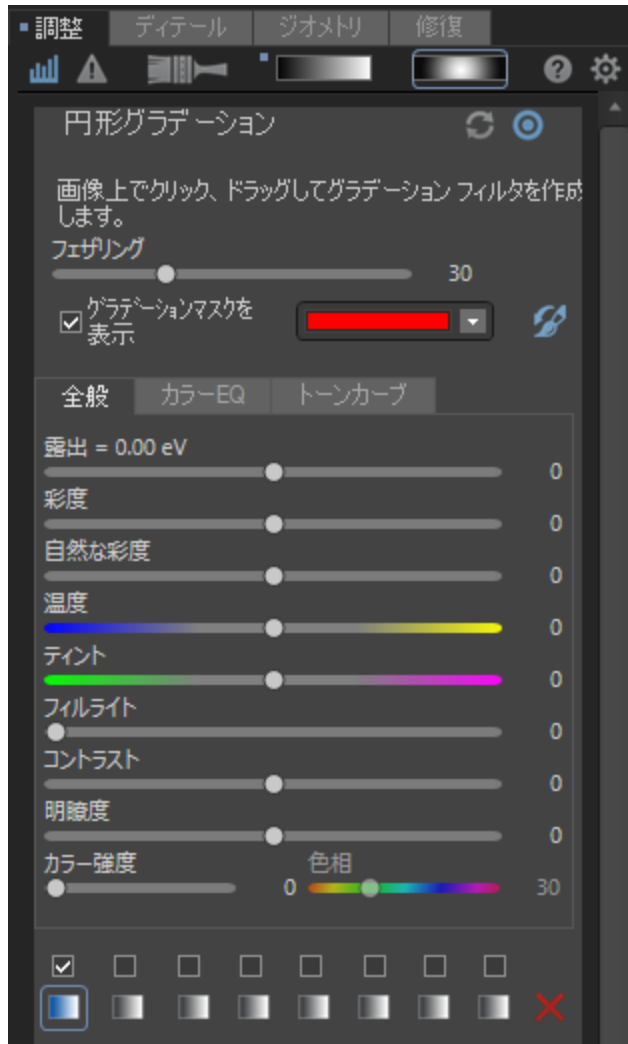 調整 ディテール ジオメトリ 修復
円形グラデーション
画像上でクリック、ドラッグしてグラデーション フィルタを作成
します。
フェザリング
30
グラデーションマスクを
表示
全般 カラーEQ トーンカーブ
露出 = 0.00 eV
0
彩度
0
自然な彩度
0
温度
0
ティント
0
フィルライト
0
コントラスト
0
明瞭度
0
カラー強度 色相
0 30